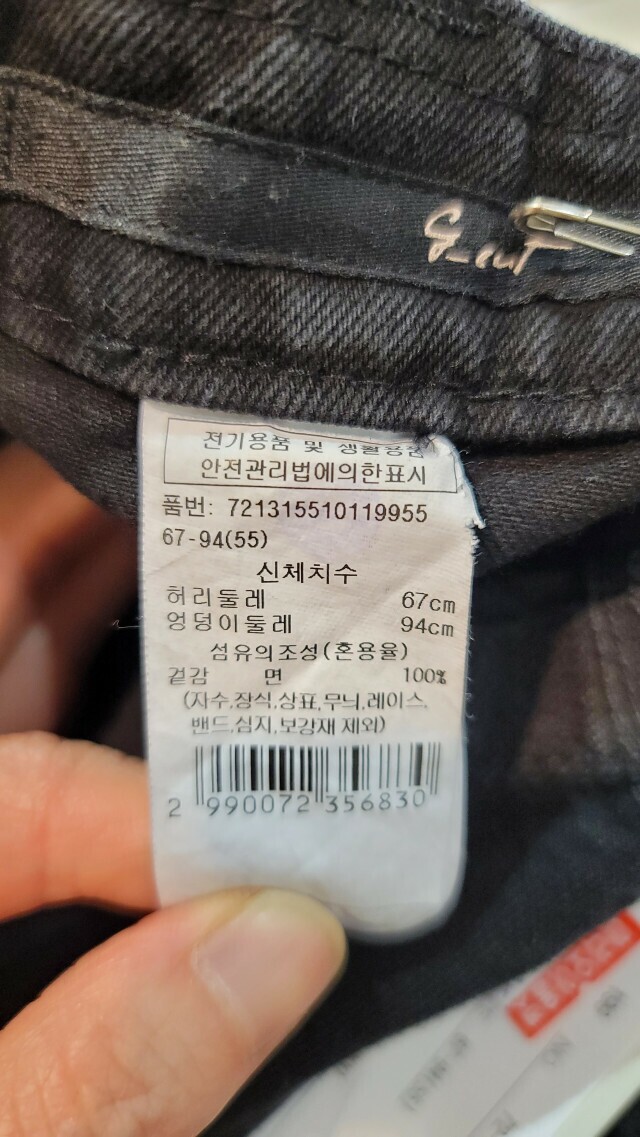 G_cut
전기용품 및 생활용품
안전관리법에의한표시
품번: 721315510119955
67-94(55)
신체치수
허리둘레 67cm
엉덩이둘레 94cm
섬유의조성(혼용율)
겉감 면 100%
(자수,장식,상표,무늬,레이스,
밴드,심지,보강재 제외)
2 990072 356830